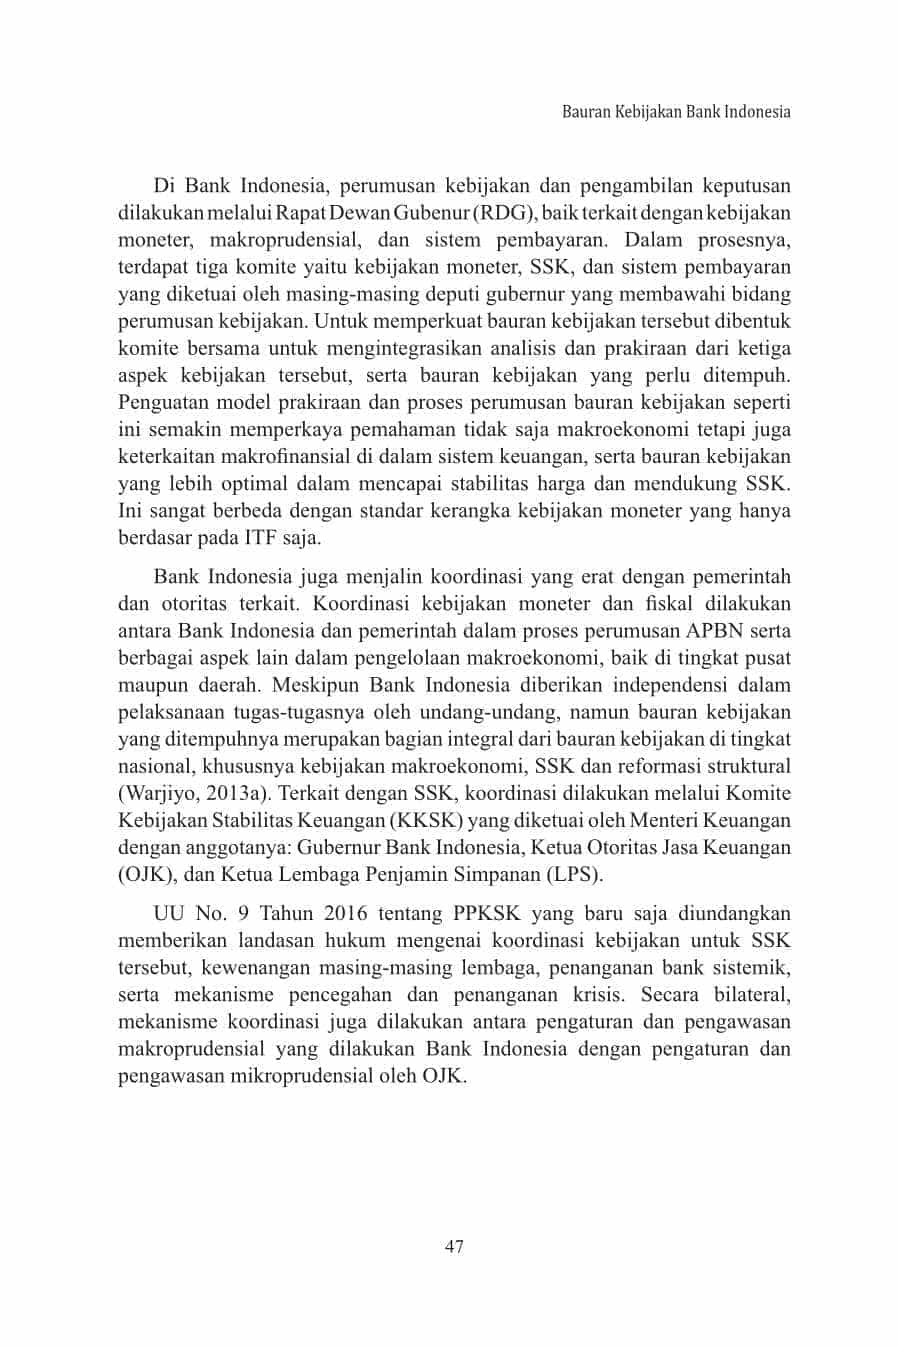 Bauran Kebijakan Bank Indonesia
Di Bank Indonesia, perumusan kebijakan dan pengambilan keputusan
dilakukan melalui Rapat Dewan Gubenur (RDG), baik terkait dengan kebijakan
moneter, makroprudensial, dan sistem pembayaran. Dalam prosesnya,
terdapat tiga komite yaitu kebijakan moneter, SSK, dan sistem pembayaran
yang diketuai oleh masing-masing deputi gubernur yang membawahi bidang
perumusan kebijakan. Untuk memperkuat bauran kebijakan tersebut dibentuk
komite bersama untuk mengintegrasikan analisis dan prakiraan dari ketiga
aspek kebijakan tersebut, serta bauran kebijakan yang perlu ditempuh.
Penguatan model prakiraan dan proses perumusan bauran kebijakan seperti
ini semakin memperkaya pemahaman tidak saja makroekonomi tetapi juga
keterkaitan makrofinansial di dalam sistem keuangan, serta bauran kebijakan
yang lebih optimal dalam mencapai stabilitas harga dan mendukung SSK.
Ini sangat berbeda dengan standar kerangka kebijakan moneter yang hanya
berdasar pada ITF saja.
Bank Indonesia juga menjalin koordinasi yang erat dengan pemerintah
dan otoritas terkait. Koordinasi kebijakan moneter dan fiskal dilakukan
antara Bank Indonesia dan pemerintah dalam proses perumusan APBN serta
berbagai aspek lain dalam pengelolaan makroekonomi, baik di tingkat pusat
maupun daerah. Meskipun Bank Indonesia diberikan independensi dalam
pelaksanaan tugas-tugasnya oleh undang-undang, namun bauran kebijakan
yang ditempuhnya merupakan bagian integral dari bauran kebijakan di tingkat
nasional, khususnya kebijakan makroekonomi, SSK dan reformasi struktural
(Warjiyo, 2013a). Terkait dengan SSK, koordinasi dilakukan melalui Komite
Kebijakan Stabilitas Keuangan (KKSK) yang diketuai oleh Menteri Keuangan
dengan anggotanya: Gubernur Bank Indonesia, Ketua Otoritas Jasa Keuangan
(OJK), dan Ketua Lembaga Penjamin Simpanan (LPS).
UU No. 9 Tahun 2016 tentang PPKSK yang baru saja diundangkan
memberikan landasan hukum mengenai koordinasi kebijakan untuk SSK
tersebut, kewenangan masing-masing lembaga, penanganan bank sistemik,
serta mekanisme pencegahan dan penanganan krisis. Secara bilateral,
mekanisme koordinasi juga dilakukan antara pengaturan dan pengawasan
makroprudensial yang dilakukan Bank Indonesia dengan pengaturan dan
pengawasan mikroprudensial oleh OJK.
47